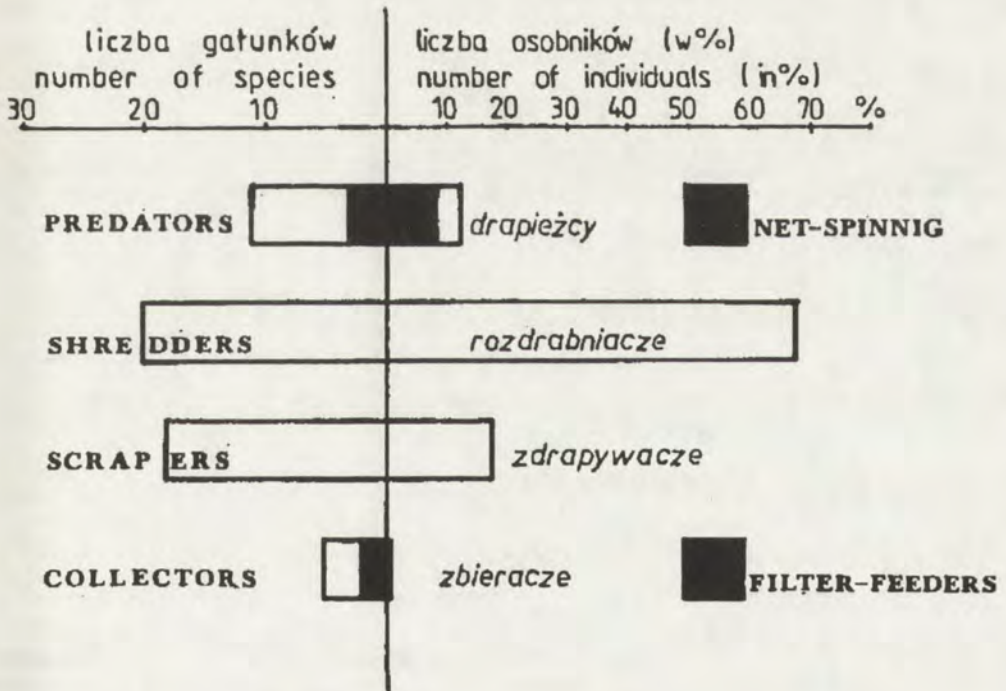 liczba gatunków
number of species
liczba osobników (w%)
number of individuals (in%)
30 20 10 10 20 30 40 50 60 70 %
PREDATORS drapieżcy NET-SPINNIG
SHREDDERS rozdrabniacze
SCRAPERS zdrapywacze
COLLECTORS zbieracze FILTER-FEEDERS